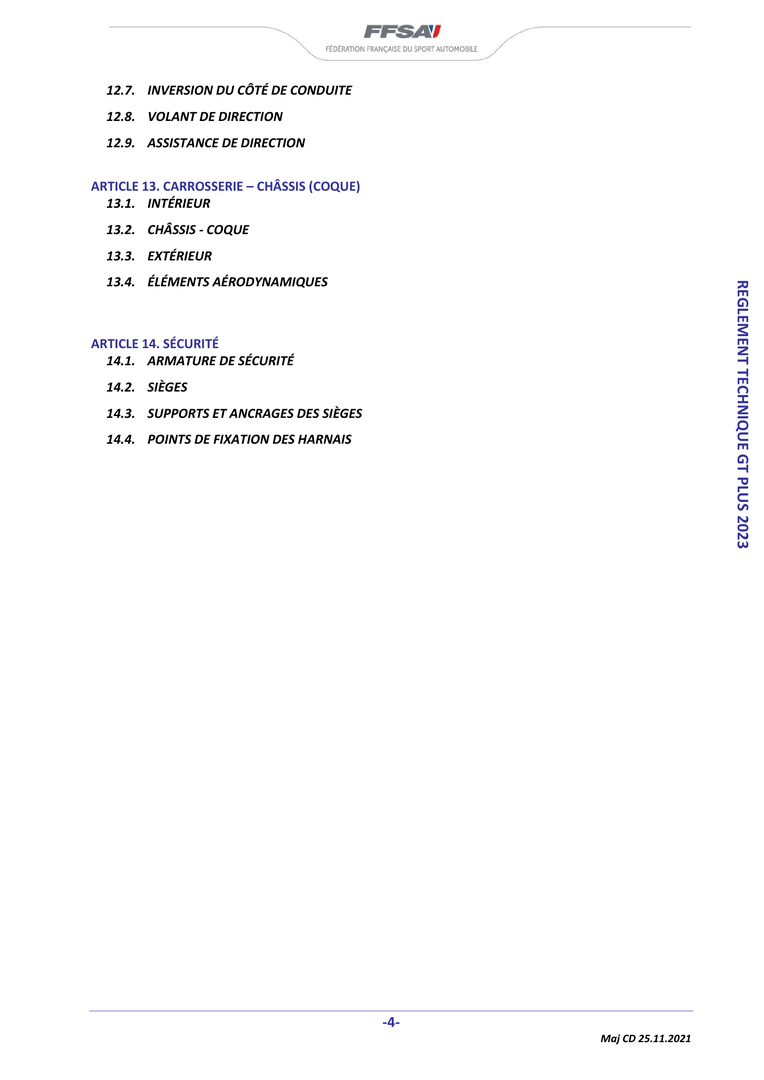 FFSA
FÉDÉRATION FRANÇAISE DU SPORT AUTOMOBILE
12.7. INVERSION DU CÔTÉ DE CONDUITE
12.8. VOLANT DE DIRECTION
12.9. ASSISTANCE DE DIRECTION
ARTICLE 13. CARROSSERIE – CHÂSSIS (COQUE)
13.1. INTÉRIEUR
13.2. CHÂSSIS - COQUE
13.3. EXTÉRIEUR
13.4. ÉLÉMENTS AÉRODYNAMIQUES
ARTICLE 14. SÉCURITÉ
14.1. ARMATURE DE SÉCURITÉ
14.2. SIÈGES
14.3. SUPPORTS ET ANCRAGES DES SIÈGES
14.4. POINTS DE FIXATION DES HARNAIS
REGLEMENT TECHNIQUE GT PLUS 2023
-4-
Maj CD 25.11.2021